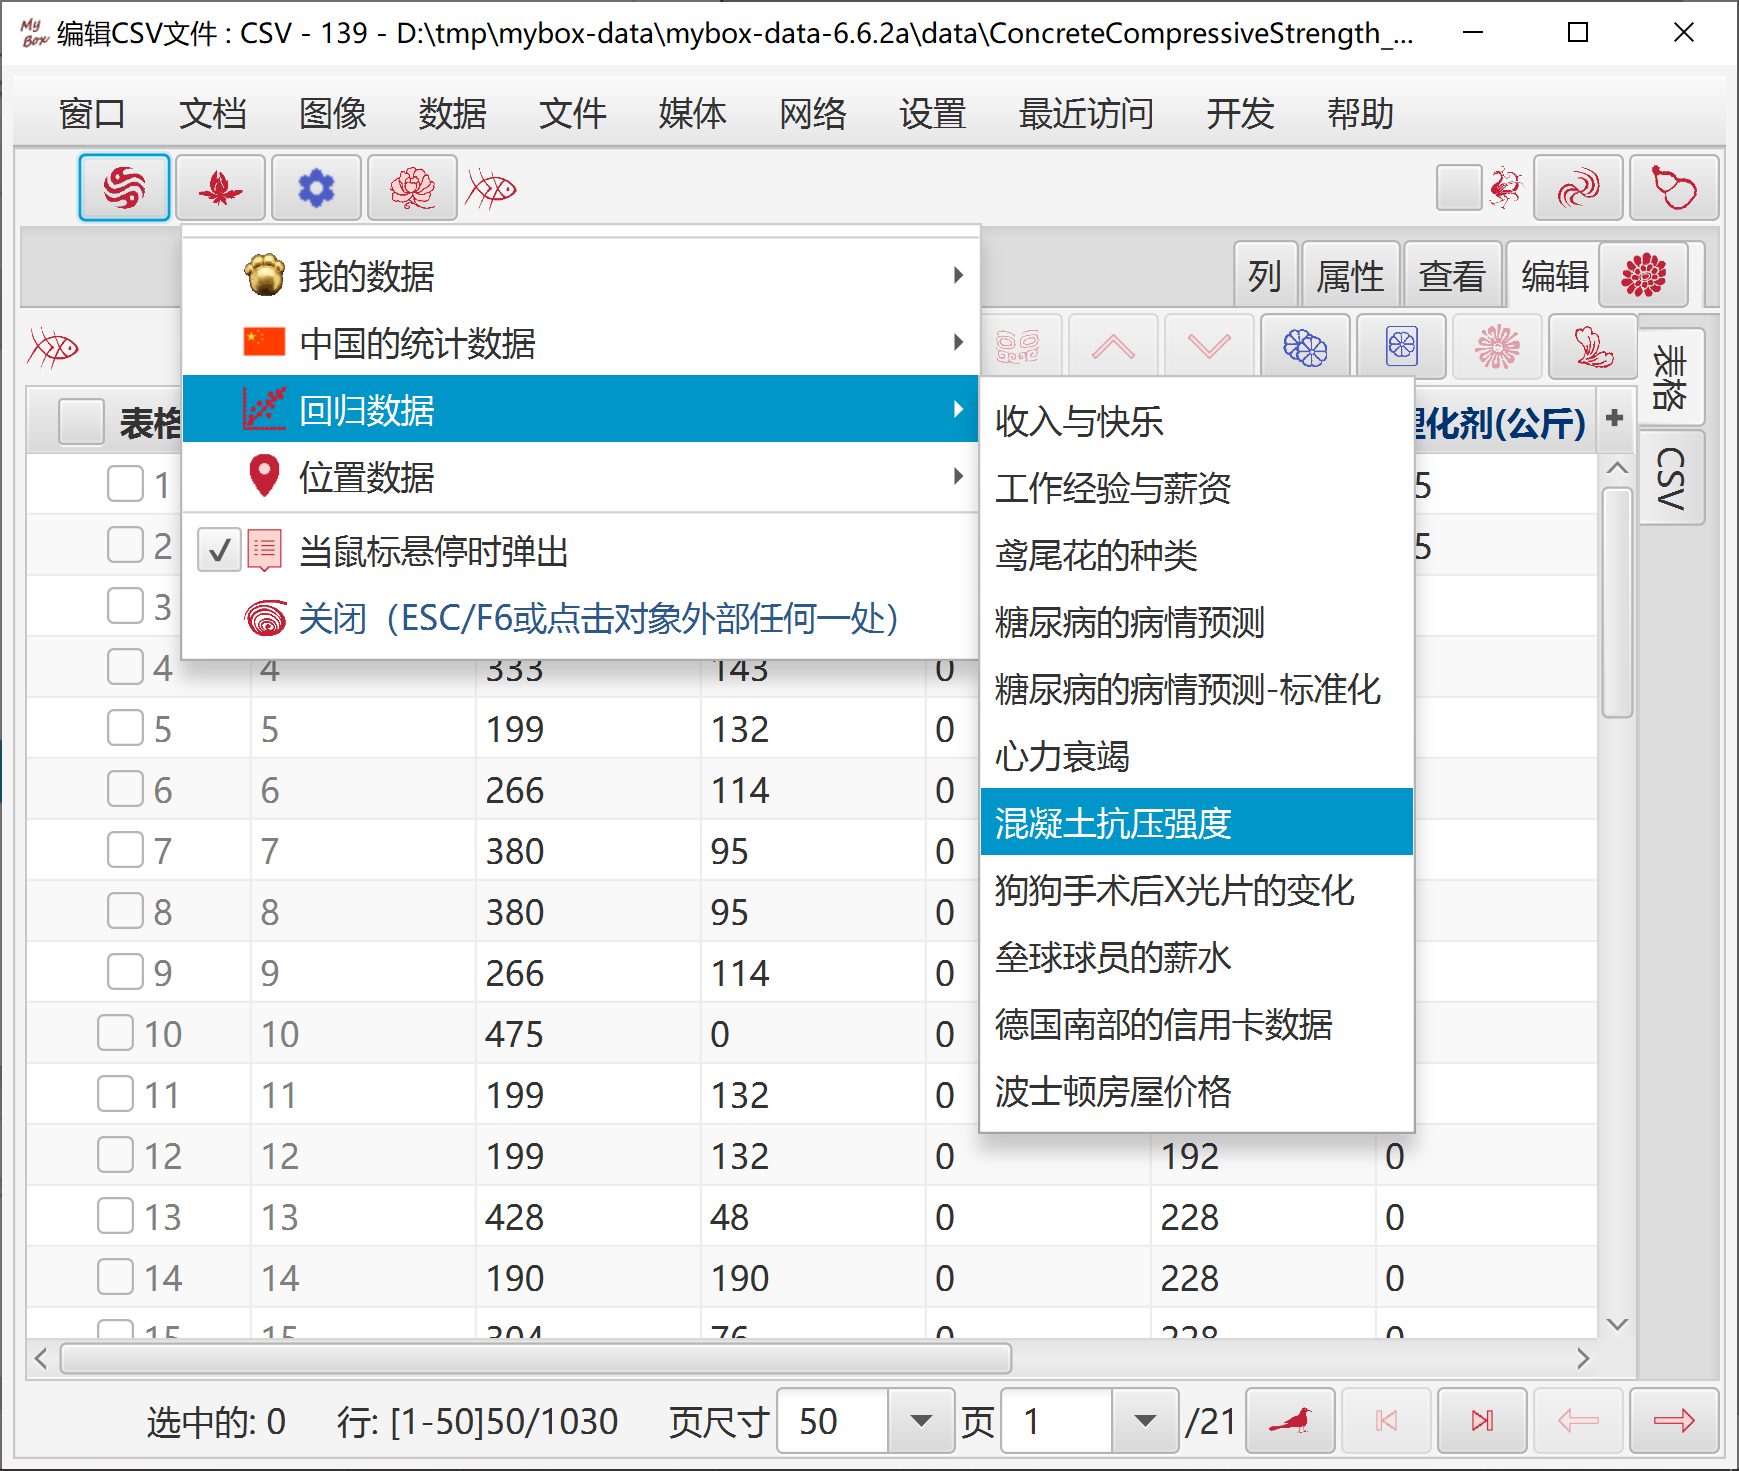 My Box 编辑CSV文件 : CSV - 139 - D:\tmp\mybox-data\mybox-data-6.6.2a\data\ConcreteCompressiveStrength_...
窗口 文档 图像 数据 文件 媒体 网络 设置 最近访问 开发 帮助
列 属性 查看 编辑
我的数据
中国的统计数据
回归数据
位置数据
当鼠标悬停时弹出
关闭（ESC/F6或点击对象外部任何一处）
收入与快乐
工作经验与薪资
鸢尾花的种类
糖尿病的病情预测
糖尿病的病情预测-标准化
心力衰竭
混凝土抗压强度
狗狗手术后X光片的变化
垒球球员的薪水
德国南部的信用卡数据
波士顿房屋价格
表格
CSV
表格 塑化剂(公斤) +
1 5
2 5
3
4 4 333 143 0
5 5 199 132 0
6 6 266 114 0
7 7 380 95 0
8 8 380 95 0
9 9 266 114 0
10 10 475 0 0
11 11 199 132 0
12 12 199 132 0 192 0
13 13 428 48 0 228 0
14 14 190 190 0 228 0
15 15 304 76 0 228 0
选中的: 0 行: [1-50]50/1030 页尺寸 50 页 1 /21